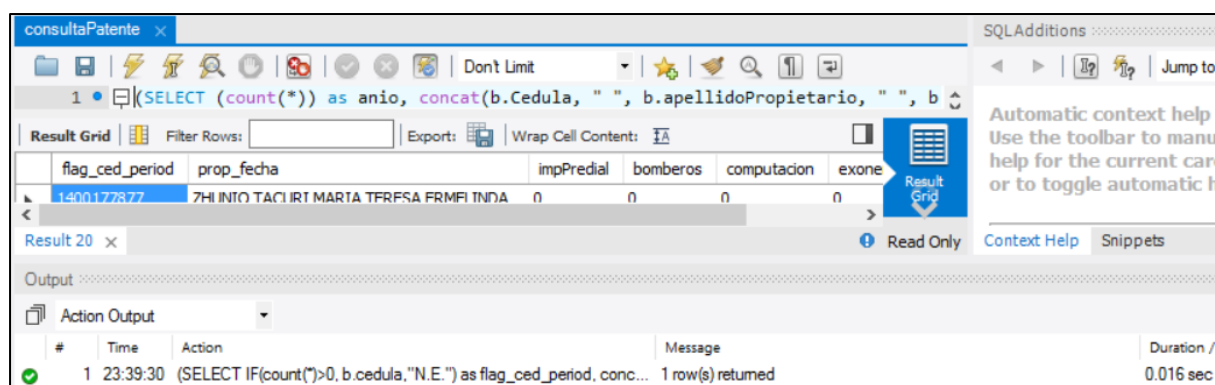 consultaPatente
SQLAdditions
Don't Limit
Jump to
1 (SELECT (count(*)) as anio, concat(b.Cedula, " ", b.apellidoPropietario, " ", b
Automatic context help
Use the toolbar to manu
help for the current car
or to toggle automatic h
Result Grid Filter Rows: Export: Wrap Cell Content:
flag_ced_period prop_fecha impPredial bomberos computacion exone
1400177877 ZHUNIO TACURI MARIA TERESA ERMELINDA 0 0 0 0
Result
Grid
Result 20 Read Only Context Help Snippets
Output
Action Output
# Time Action Message Duration /
1 23:39:30 (SELECT IF(count(*)>0, b.cedula,"N.E.") as flag_ced_period, conc... 1 row(s) returned 0.016 sec